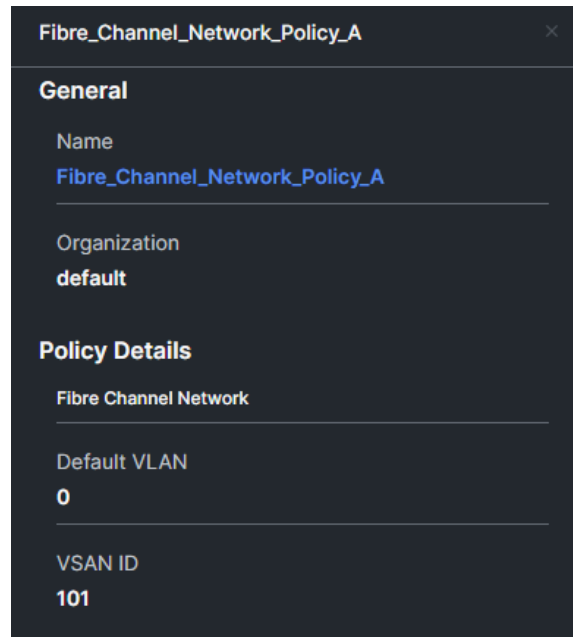 Fibre_Channel_Network_Policy_A
General
Name
Fibre_Channel_Network_Policy_A
Organization
default
Policy Details
Fibre Channel Network
Default VLAN
0
VSAN ID
101